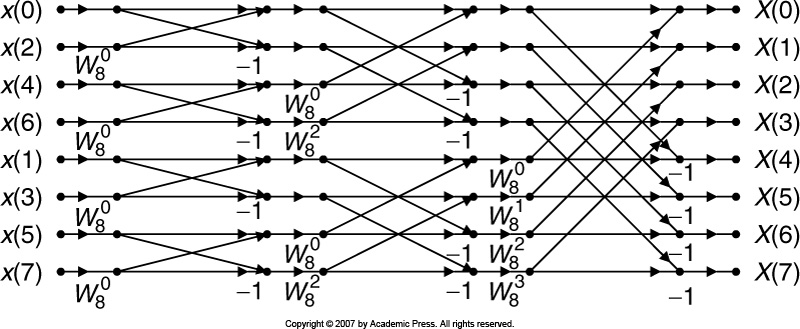 x(0) X(0)
x(2) X(1)
W₈⁰ −1
x(4) X(2)
W₈⁰ −1
x(6) X(3)
W₈⁰ −1 W₈² −1
x(1) X(4)
W₈⁰ −1
x(3) X(5)
W₈⁰ −1 W₈¹ −1
x(5) X(6)
W₈⁰ −1 W₈² −1
x(7) X(7)
W₈⁰ −1 W₈² −1 W₈³ −1
Copyright © 2007 by Academic Press. All rights reserved.